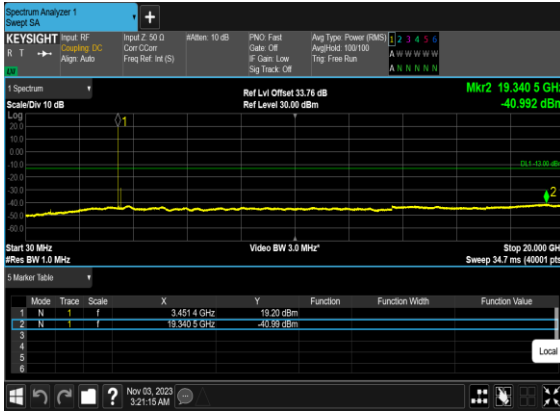 Spectrum Analyzer 1
Swept SA
+
KEYSIGHT
R T
Input: RF
Coupling: DC
Align: Auto
Input Z: 50 Ω
Corr CCorr
Freq Ref: Int (S)
#Atten: 10 dB
PNO: Fast
Gate: Off
IF Gain: Low
Sig Track: Off
Avg Type: Power (RMS)
Avg|Hold: 100/100
Trig: Free Run
1 2 3 4 5 6
A W W W W W
A N N N N N
1 Spectrum
Scale/Div 10 dB
Ref Lvl Offset 33.76 dB
Ref Level 30.00 dBm
Mkr2 19.340 5 GHz
-40.992 dBm
Log
20.0
10.0
0.00
-10.0
-20.0
-30.0
-40.0
-50.0
-60.0
1
DL1 -13.00 dBm
2
Start 30 MHz
#Res BW 1.0 MHz
Video BW 3.0 MHz*
Stop 20.000 GHz
Sweep 34.7 ms (40001 pts)
5 Marker Table
Mode Trace Scale X Y Function Function Width Function Value
1 N 1 f 3.451 4 GHz 19.20 dBm
2 N 1 f 19.340 5 GHz -40.99 dBm
3
4
5
6
Local
?
Nov 03, 2023
3:21:15 AM